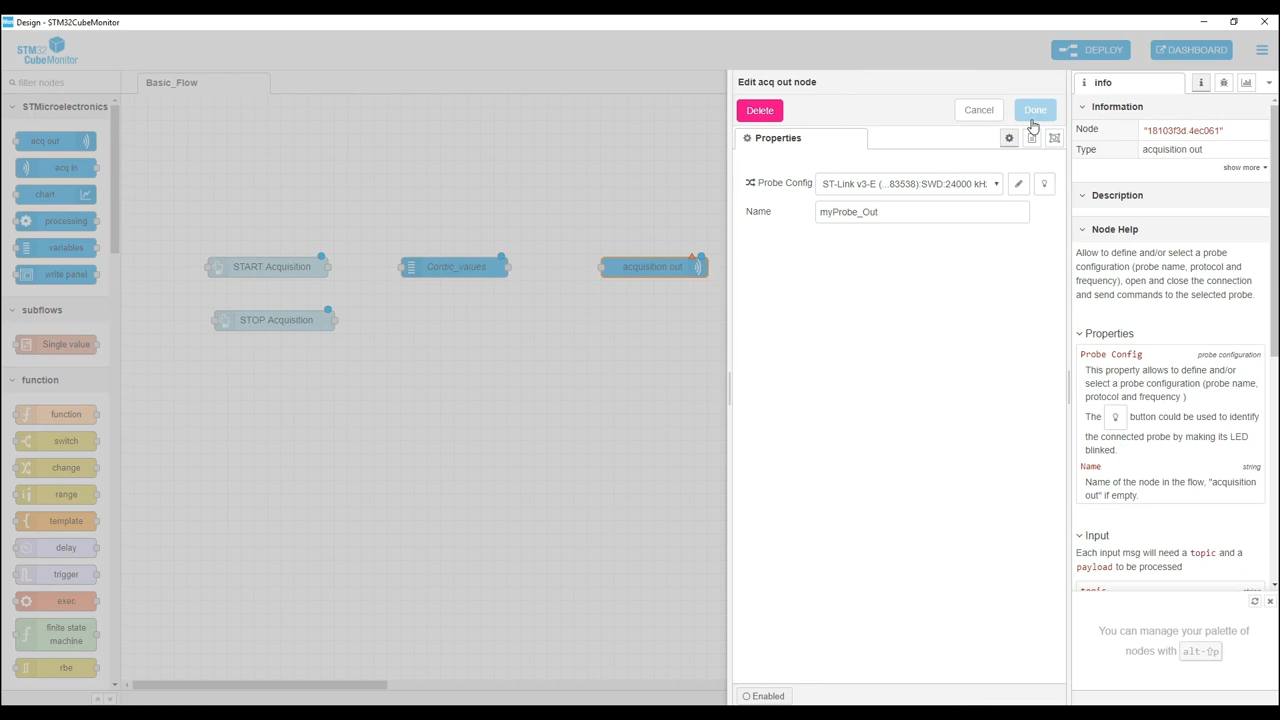 Design - STM32CubeMonitor
STM32
CubeMonitor
DEPLOY
DASHBOARD
filter nodes
STMicroelectronics
acq out
acq in
chart
processing
variables
write panel
subflows
Single value
function
function
switch
change
range
template
delay
trigger
exec
finite state
machine
rbe
Basic_Flow
START Acquisition
Cordic_values
acquisition out
STOP Acquisition
Edit acq out node
Delete
Cancel
Done
Properties
Probe Config
ST-Link v3-E (...83538):SWD:24000 kH
Name
myProbe_Out
Enabled
info
Information
Node
"18103f3d.4ec061"
Type
acquisition out
show more
Description
Node Help
Allow to define and/or select a probe
configuration (probe name, protocol and
frequency), open and close the connection
and send commands to the selected probe.
Properties
Probe Config
probe configuration
This property allows to define and/or
select a probe configuration (probe name,
protocol and frequency )
The button could be used to identify
the connected probe by making its LED
blinked.
Name
string
Name of the node in the flow, "acquisition
out" if empty.
Input
Each input msg will need a topic and a
payload to be processed
You can manage your palette of
nodes with alt-⇧p